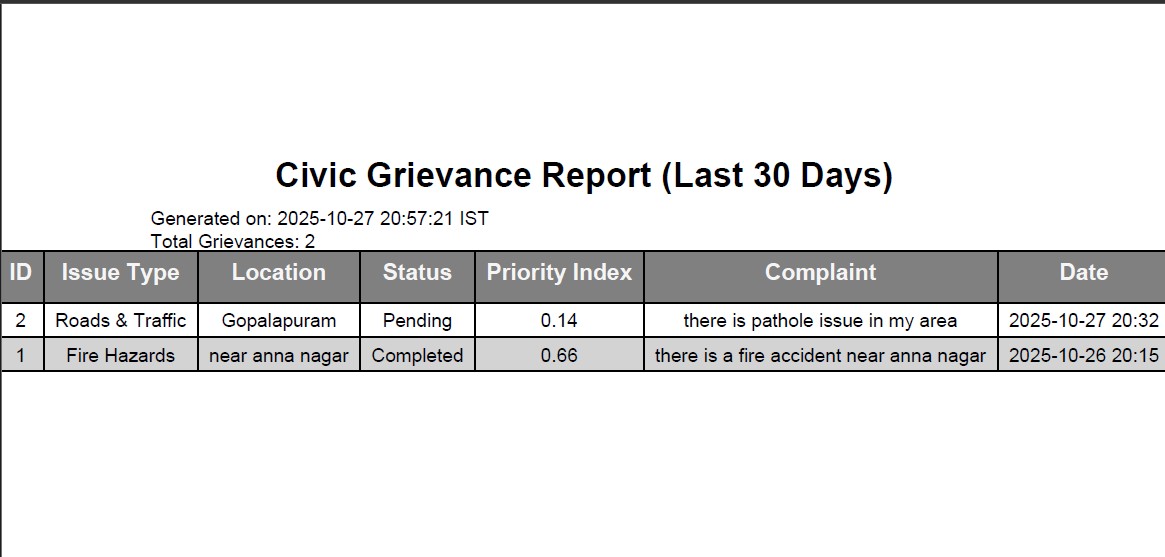 Civic Grievance Report (Last 30 Days)
Generated on: 2025-10-27 20:57:21 IST
Total Grievances: 2
ID Issue Type Location Status Priority Index Complaint Date
2 Roads & Traffic Gopalapuram Pending 0.14 there is pathole issue in my area 2025-10-27 20:32
1 Fire Hazards near anna nagar Completed 0.66 there is a fire accident near anna nagar 2025-10-26 20:15